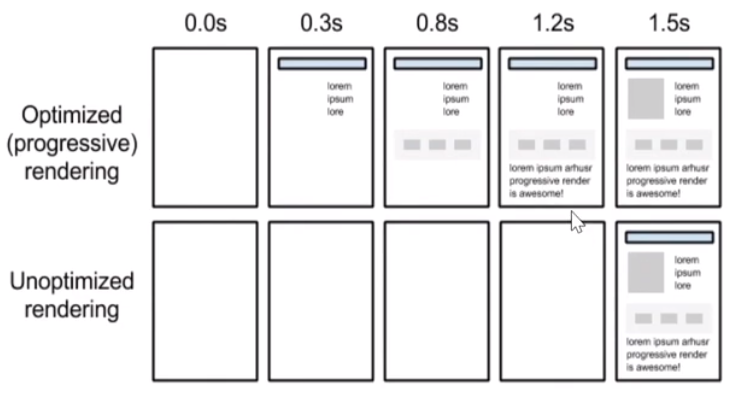 0.0s 0.3s 0.8s 1.2s 1.5s
Optimized
(progressive)
rendering
lorem
ipsum
lore
lorem
ipsum
lore
lorem
ipsum
lore
lorem ipsum arhusr
progressive render
is awesome!
lorem
ipsum
lore
lorem ipsum arhusr
progressive render
is awesome!
Unoptimized
rendering
lorem
ipsum
lore
lorem ipsum arhusr
progressive render
is awesome!